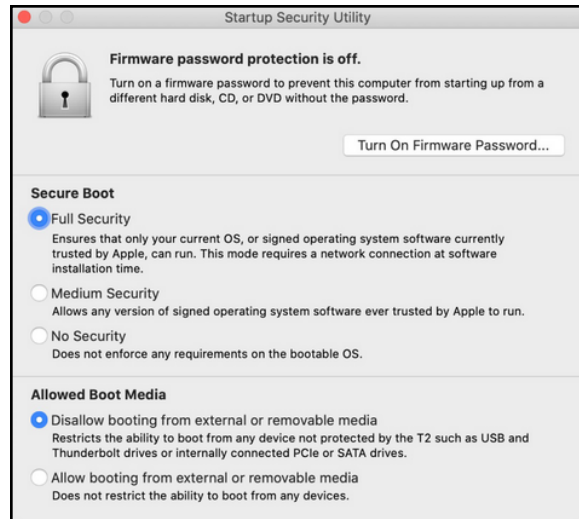 Startup Security Utility
Firmware password protection is off.
Turn on a firmware password to prevent this computer from starting up from a
different hard disk, CD, or DVD without the password.
Turn On Firmware Password...
Secure Boot
Full Security
Ensures that only your current OS, or signed operating system software currently
trusted by Apple, can run. This mode requires a network connection at software
installation time.
Medium Security
Allows any version of signed operating system software ever trusted by Apple to run.
No Security
Does not enforce any requirements on the bootable OS.
Allowed Boot Media
Disallow booting from external or removable media
Restricts the ability to boot from any device not protected by the T2 such as USB and
Thunderbolt drives or internally connected PCIe or SATA drives.
Allow booting from external or removable media
Does not restrict the ability to boot from any devices.